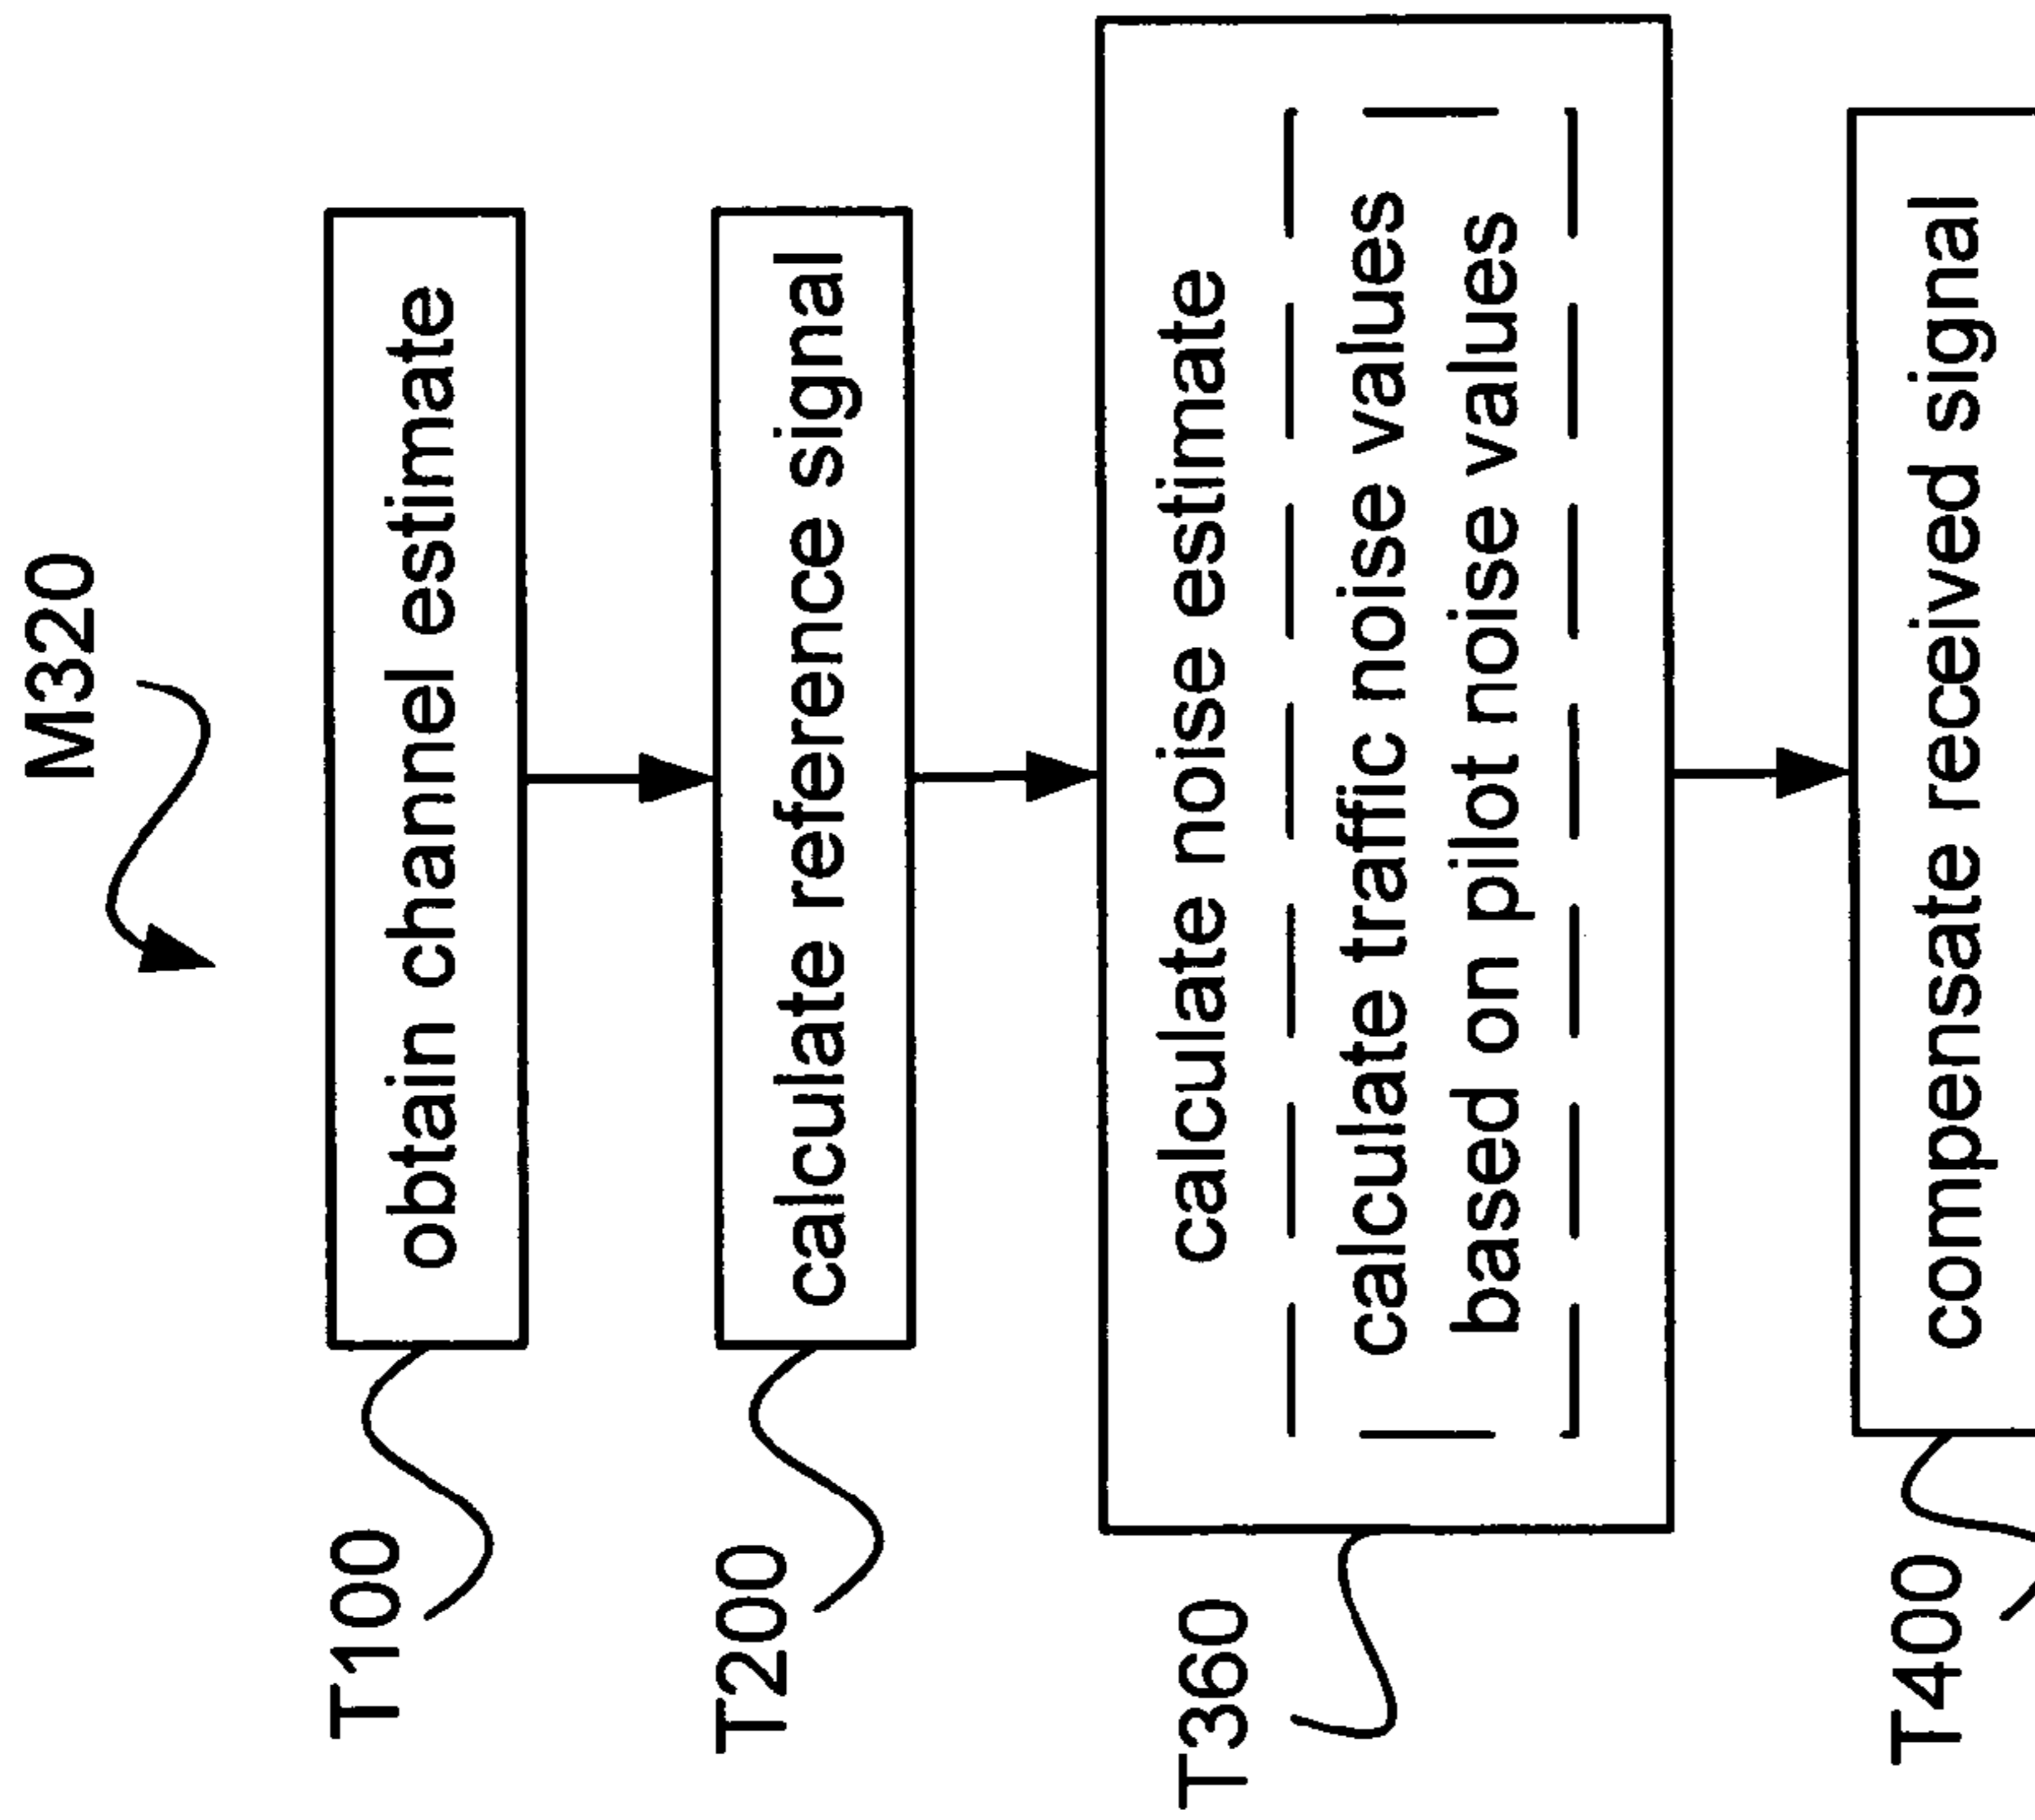 M320
T100
obtain channel estimate
T200
calculate reference signal
T360
calculate noise estimate
calculate traffic noise values
based on pilot noise values
T400
compensate received signal